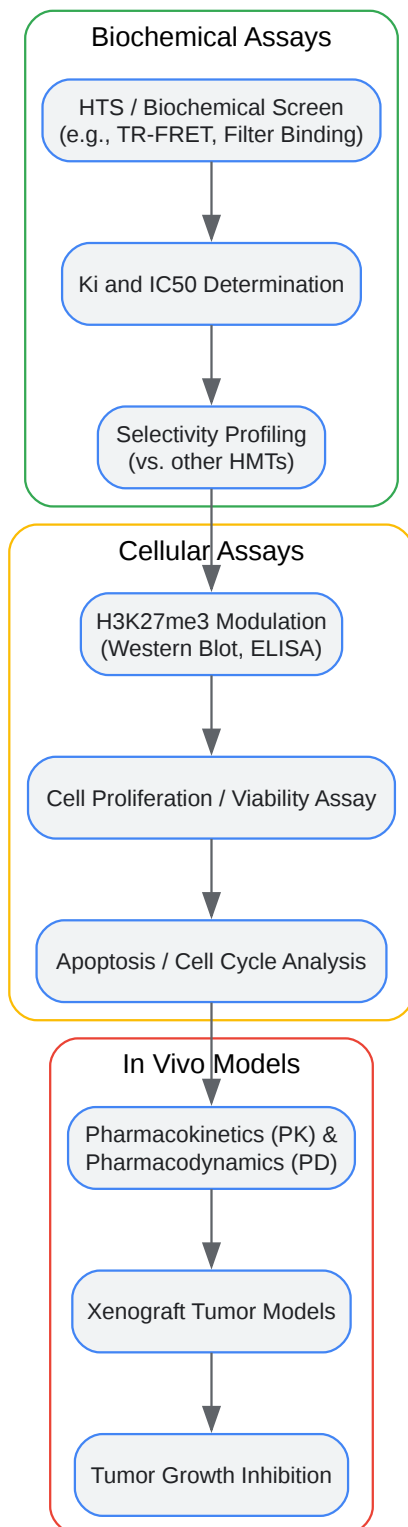 Biochemical Assays
HTS / Biochemical Screen
(e.g., TR-FRET, Filter Binding)
Ki and IC50 Determination
Selectivity Profiling
(vs. other HMTs)
Cellular Assays
H3K27me3 Modulation
(Western Blot, ELISA)
Cell Proliferation / Viability Assay
Apoptosis / Cell Cycle Analysis
In Vivo Models
Pharmacokinetics (PK) &
Pharmacodynamics (PD)
Xenograft Tumor Models
Tumor Growth Inhibition